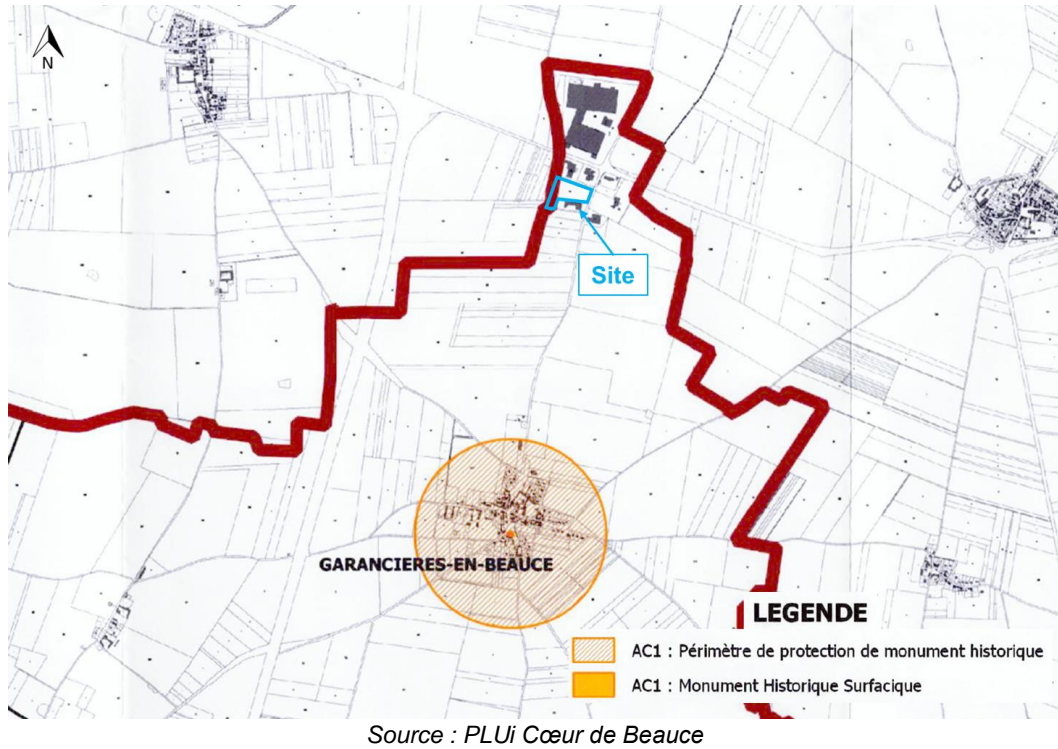 N
Site
GARANCIERES-EN-BEAUCE
LEGENDE
AC1 : Périmètre de protection de monument historique
AC1 : Monument Historique Surfacique
Source : PLUi Cœur de Beauce